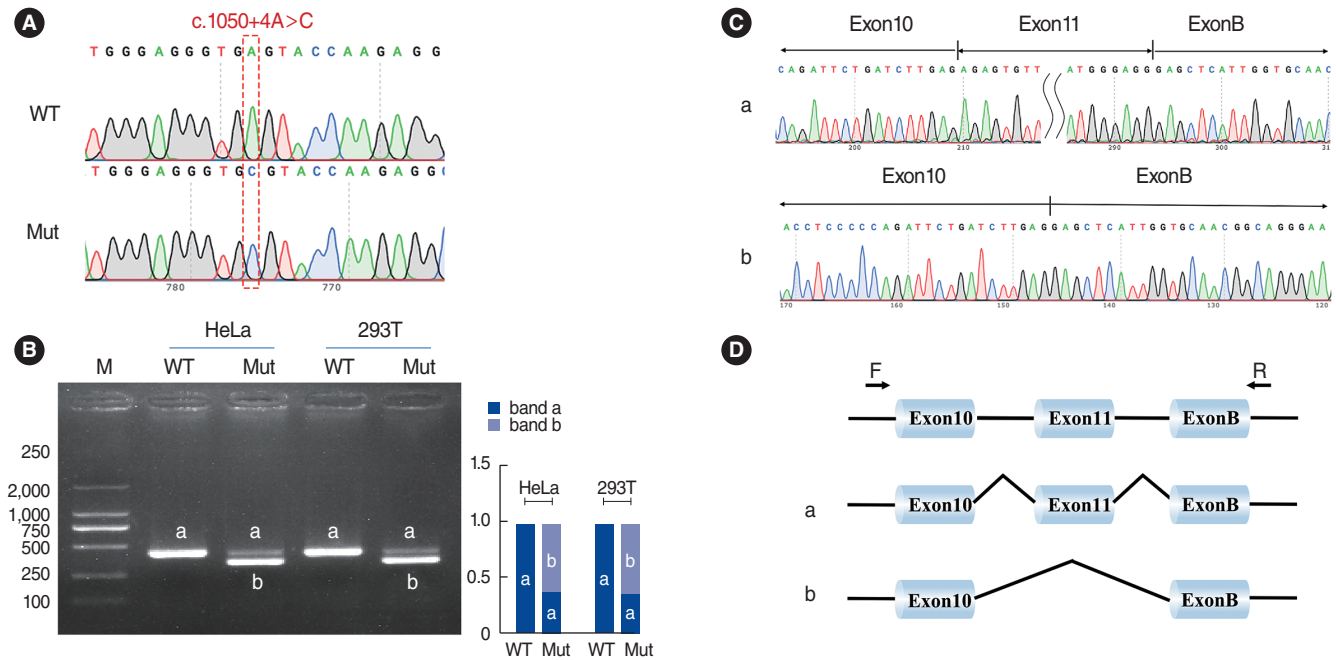 A
c.1050+4A>C
T G G G A G G G T G A G T A C C A A G A G G
WT
T G G G A G G G T G C G T A C C A A G A G G C
Mut
780 770
B
HeLa 293T
M WT Mut WT Mut
250
2,000
1,000
750
500
250
100
a a a a
b b
band a
band b
1.5
1.0
0.5
0
HeLa 293T
b b
a a
a a
WT Mut WT Mut
C
Exon10 Exon11 ExonB
C A G A T T C T G A T C T T G A G A G A G T G T T A T G G G A G G G A G C T C A T T G G T G C A A C
a
200 210 290 300 31
Exon10 ExonB
A C C T C C C C C A G A T T C T G A T C T T G A G G A G C T C A T T G G T G C A A C G G C A G G G A A
b
170 160 150 140 130 120
D
F R
Exon10 Exon11 ExonB
a
Exon10 Exon11 ExonB
b
Exon10 ExonB